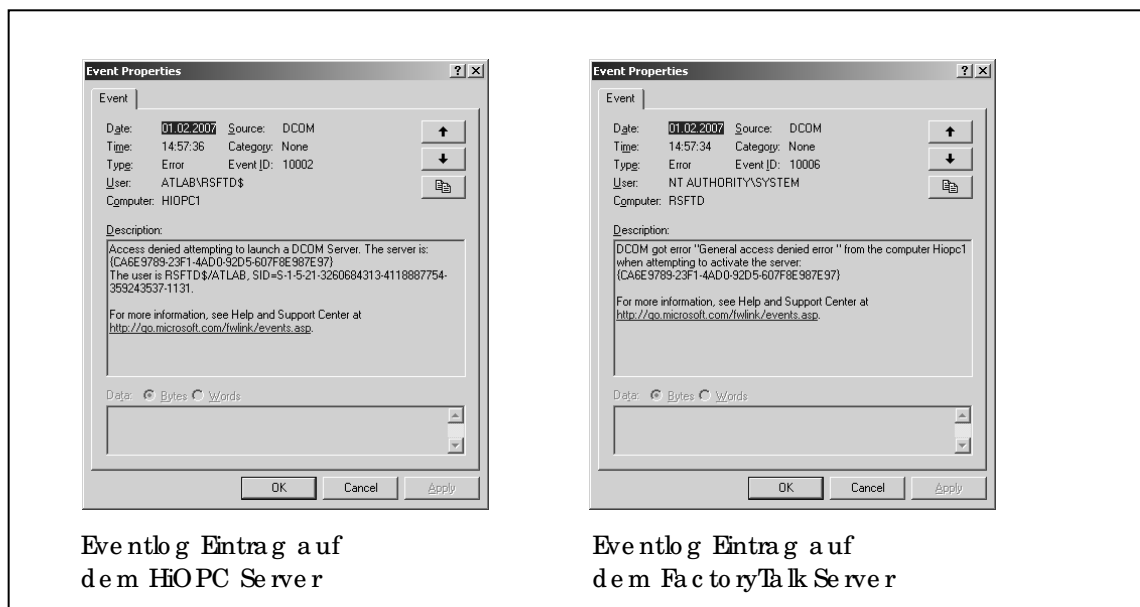 Event Properties
Event
Date: 01.02.2007 Source: DCOM
Time: 14:57:36 Category: None
Type: Error Event ID: 10002
User: ATLAB\RSFTD$
Computer: HIOPC1
Description:
Access denied attempting to launch a DCOM Server. The server is:
{CA6E9789-23F1-4AD0-92D5-607F8E987E97}
The user is RSFTD$/ATLAB, SID=S-1-5-21-3260684313-4118887754-
359243537-1131.
For more information, see Help and Support Center at
http://go.microsoft.com/fwlink/events.asp.
Data: Bytes Words
OK Cancel Apply
Eventlog Eintrag auf
dem HiOPC Server
Event Properties
Event
Date: 01.02.2007 Source: DCOM
Time: 14:57:34 Category: None
Type: Error Event ID: 10006
User: NT AUTHORITY\SYSTEM
Computer: RSFTD
Description:
DCOM got error "General access denied error " from the computer Hiopc1
when attempting to activate the server:
{CA6E9789-23F1-4AD0-92D5-607F8E987E97}
For more information, see Help and Support Center at
http://go.microsoft.com/fwlink/events.asp.
Data: Bytes Words
OK Cancel Apply
Eventlog Eintrag auf
dem FactoryTalk Server